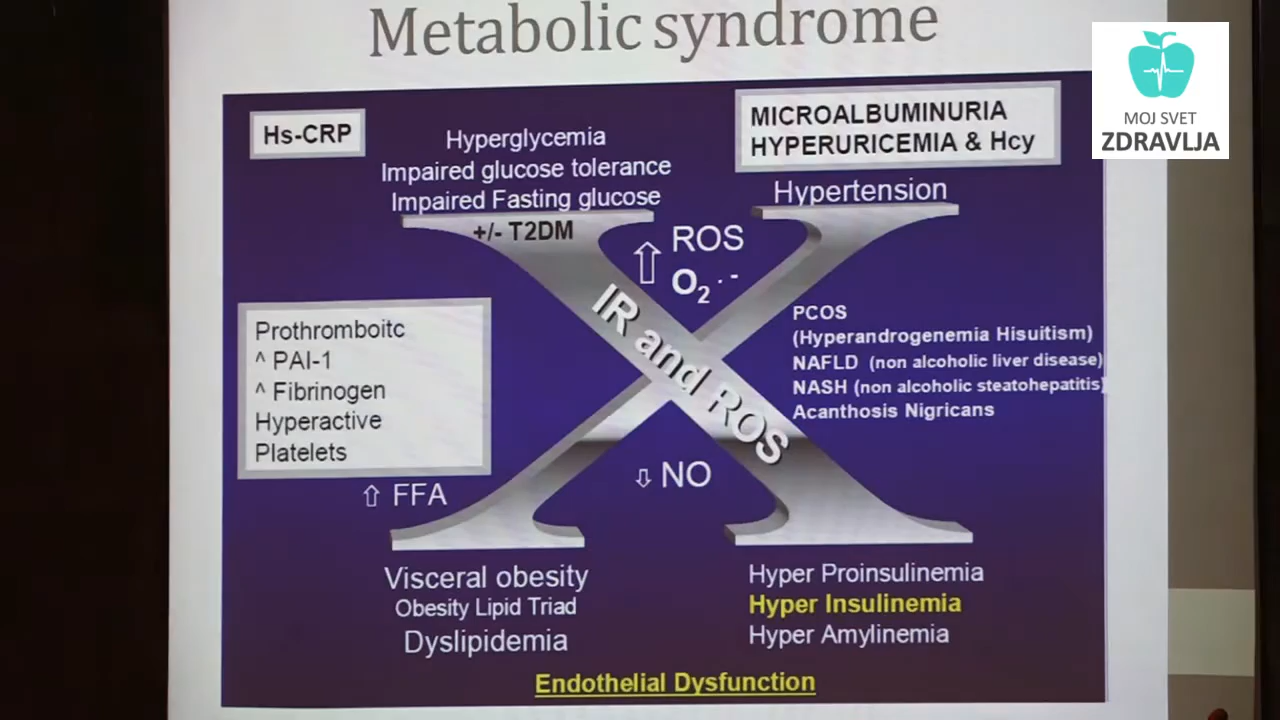 Metabolic syndrome
MOJ SVET
ZDRAVLJA
Hs-CRP
Hyperglycemia
Impaired glucose tolerance
Impaired Fasting glucose
+/- T2DM
MICROALBUMINURIA
HYPERURICEMIA & Hcy
Hypertension
⇧ ROS
O₂·-
IR and ROS
Prothromboitc
^ PAI-1
^ Fibrinogen
Hyperactive
Platelets
PCOS
(Hyperandrogenemia Hisuitism)
NAFLD (non alcoholic liver disease)
NASH (non alcoholic steatohepatitis)
Acanthosis Nigricans
⇩ NO
⇧ FFA
Visceral obesity
Obesity Lipid Triad
Dyslipidemia
Hyper Proinsulinemia
Hyper Insulinemia
Hyper Amylinemia
Endothelial Dysfunction